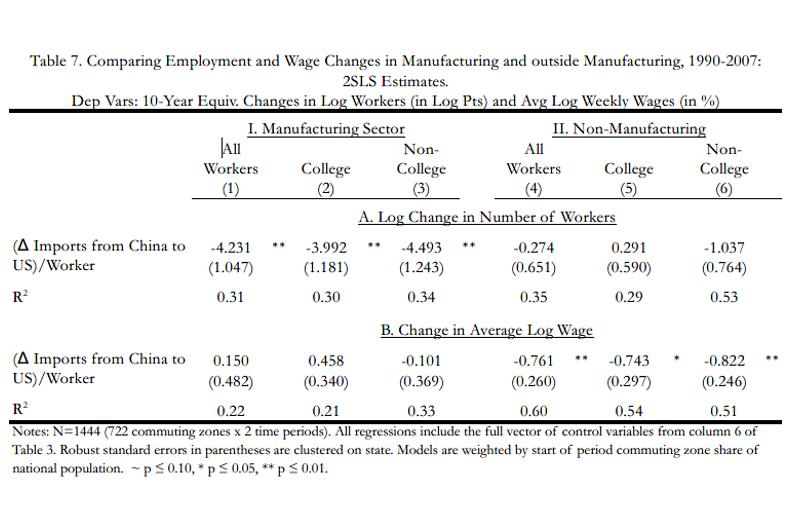 Table 7. Comparing Employment and Wage Changes in Manufacturing and outside Manufacturing, 1990-2007:
2SLS Estimates.
Dep Vars: 10-Year Equiv. Changes in Log Workers (in Log Pts) and Avg Log Weekly Wages (in %)
I. Manufacturing Sector II. Non-Manufacturing
All Non- All Non-
Workers College College Workers College College
(1) (2) (3) (4) (5) (6)
A. Log Change in Number of Workers
(Δ Imports from China to -4.231 ** -3.992 ** -4.493 ** -0.274 0.291 -1.037
US)/Worker (1.047) (1.181) (1.243) (0.651) (0.590) (0.764)
R² 0.31 0.30 0.34 0.35 0.29 0.53
B. Change in Average Log Wage
(Δ Imports from China to 0.150 0.458 -0.101 -0.761 ** -0.743 * -0.822 **
US)/Worker (0.482) (0.340) (0.369) (0.260) (0.297) (0.246)
R² 0.22 0.21 0.33 0.60 0.54 0.51
Notes: N=1444 (722 commuting zones x 2 time periods). All regressions include the full vector of control variables from column 6 of
Table 3. Robust standard errors in parentheses are clustered on state. Models are weighted by start of period commuting zone share of
national population. ~ p ≤ 0.10, * p ≤ 0.05, ** p ≤ 0.01.